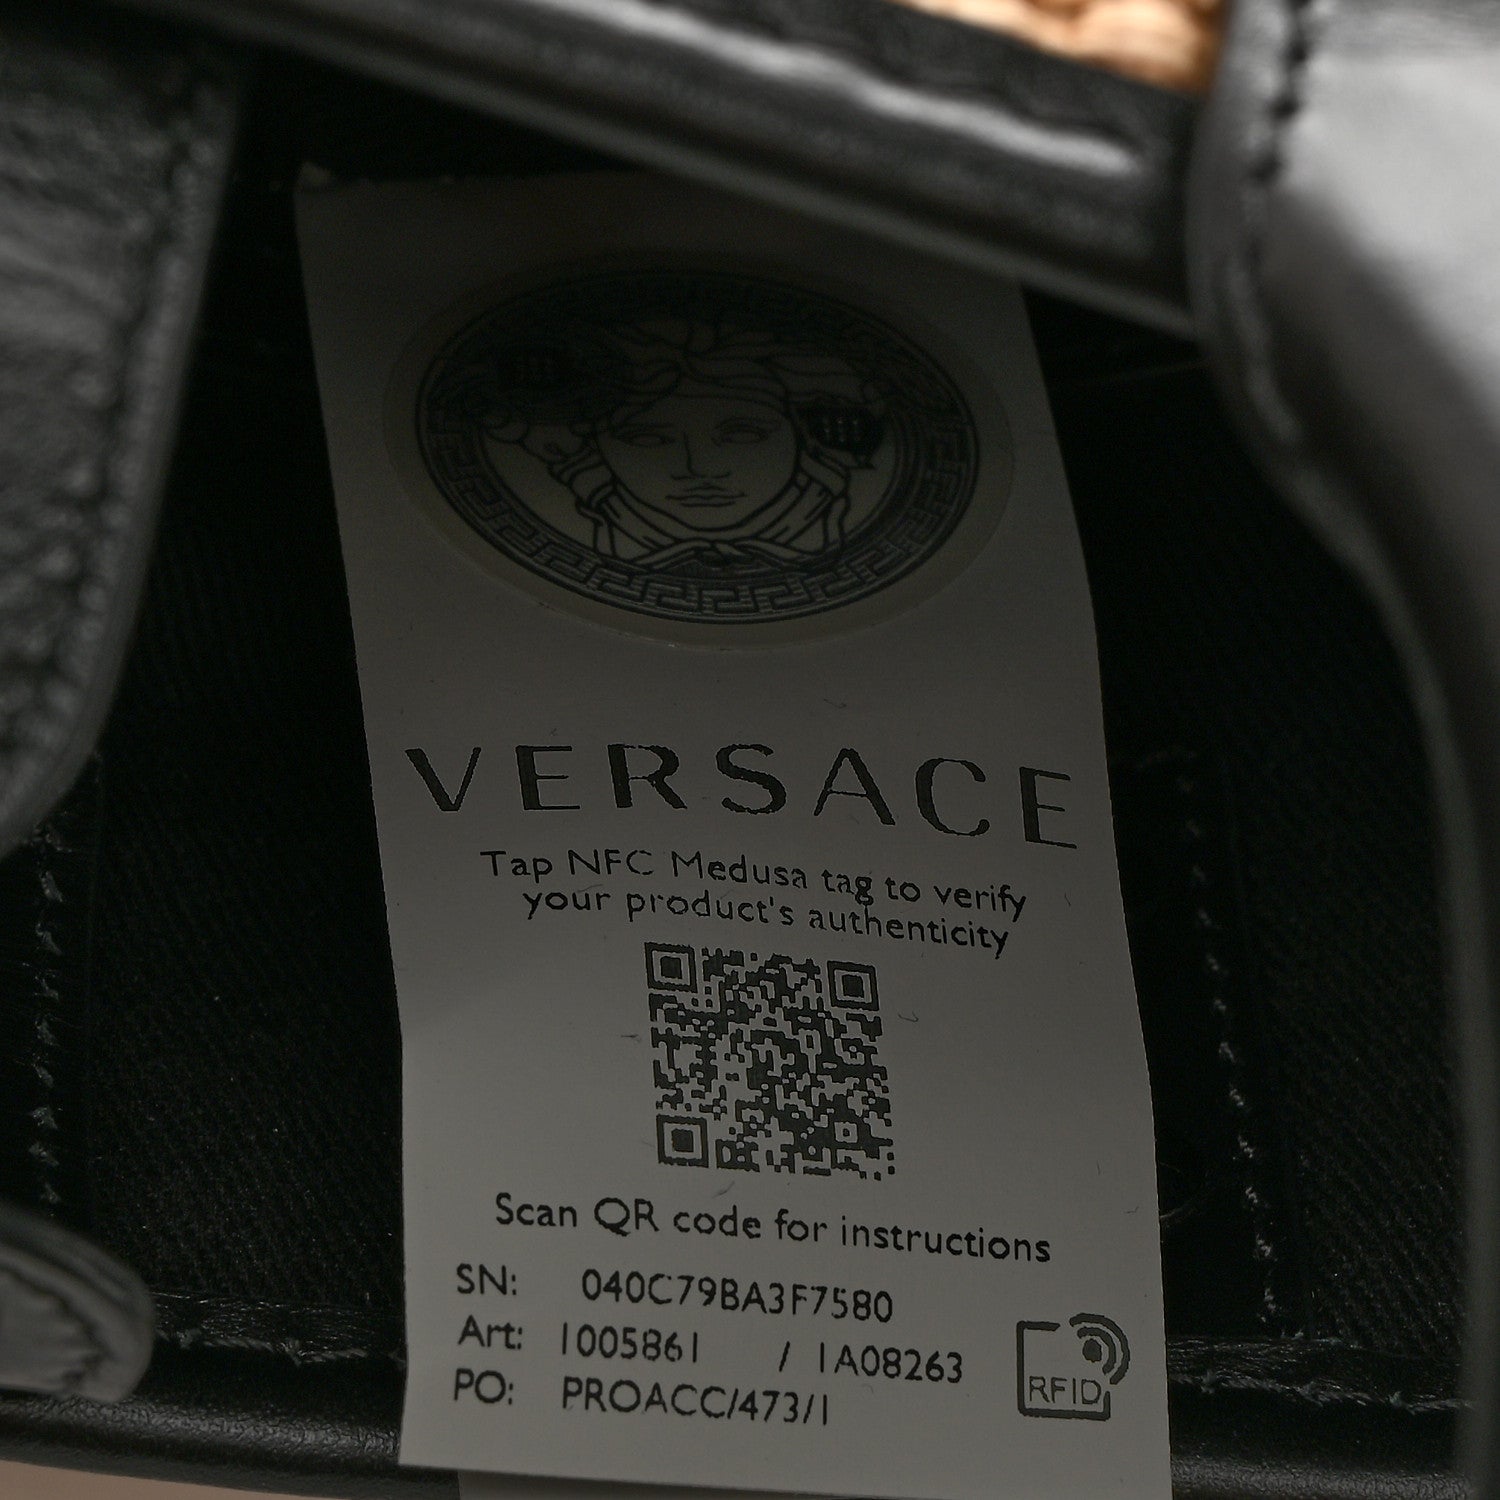 VERSACE
Tap NFC Medusa tag to verify
your product's authenticity
Scan QR code for instructions
SN: 040C79BA3F7580
Art: 1005861 / 1A08263
PO: PROACC/473/1
RFID